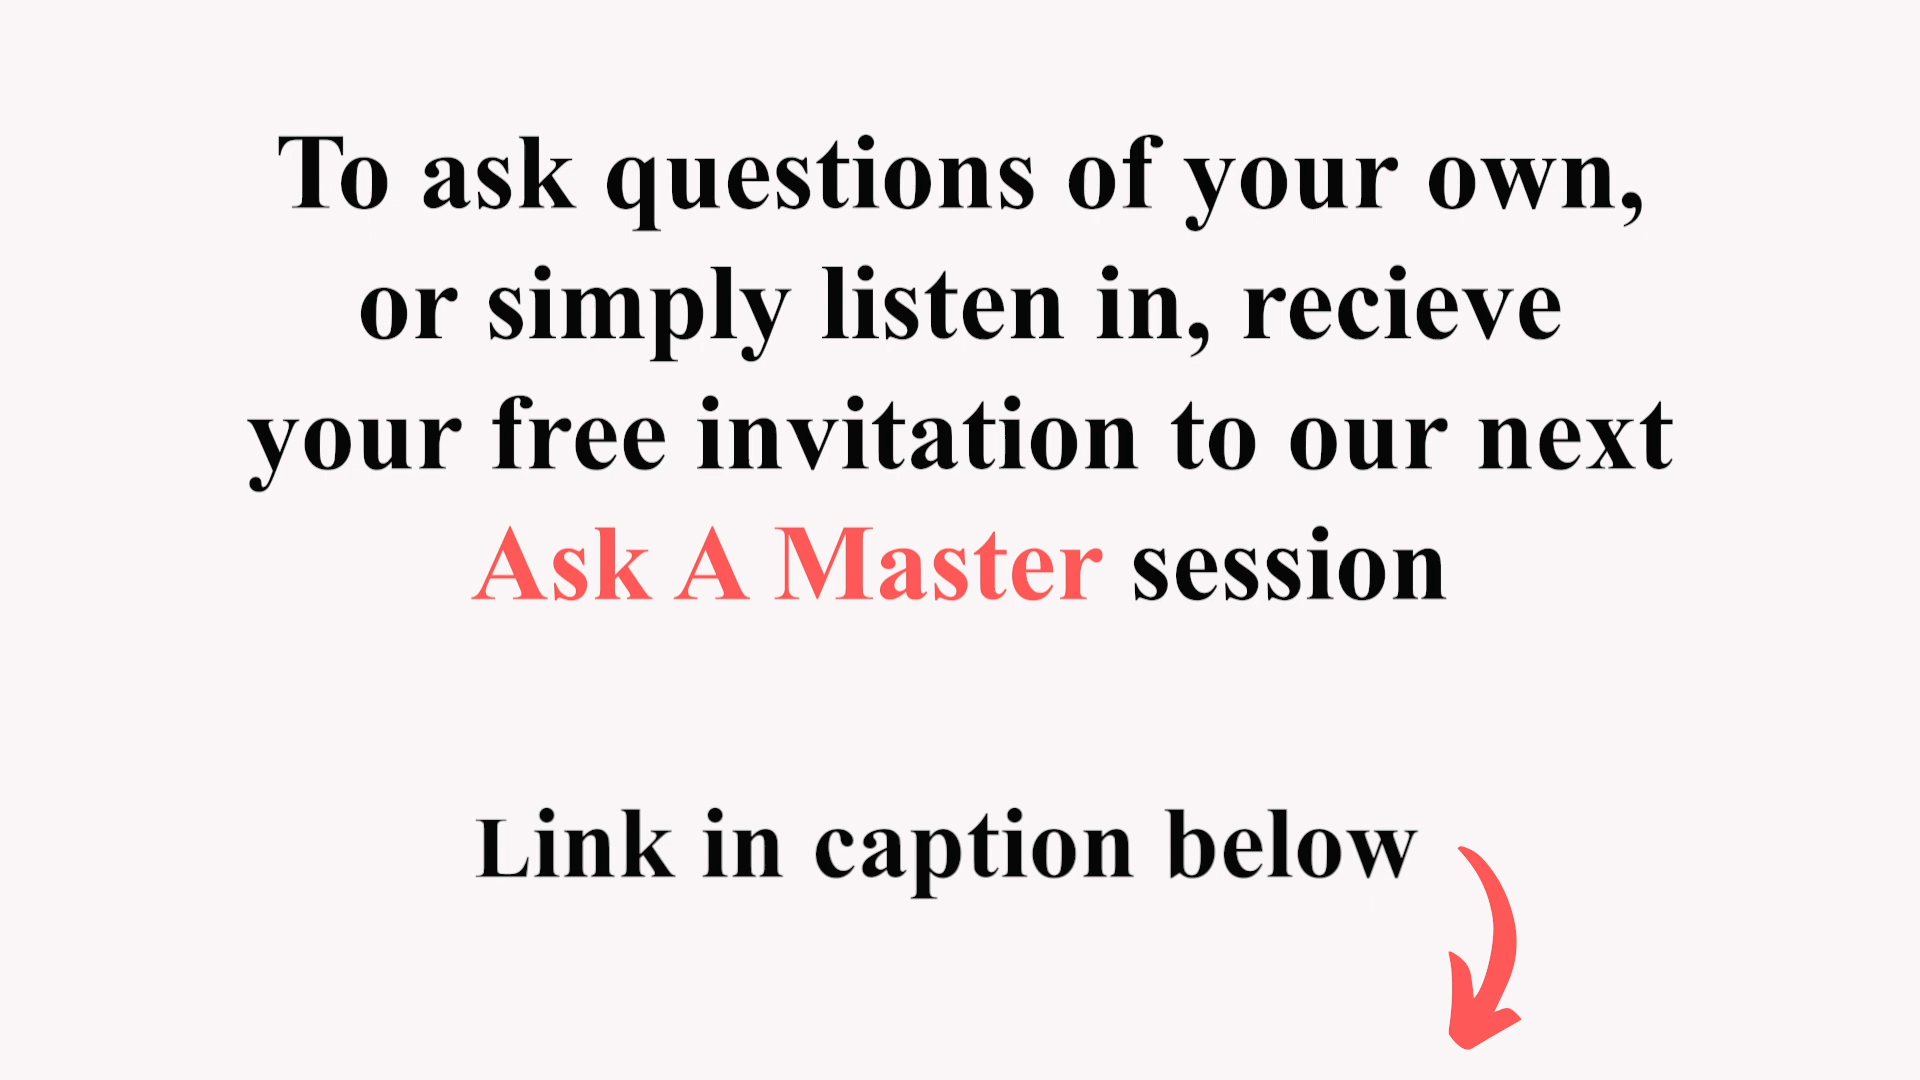 To ask questions of your own,
or simply listen in, recieve
your free invitation to our next
Ask A Master session
Link in caption below